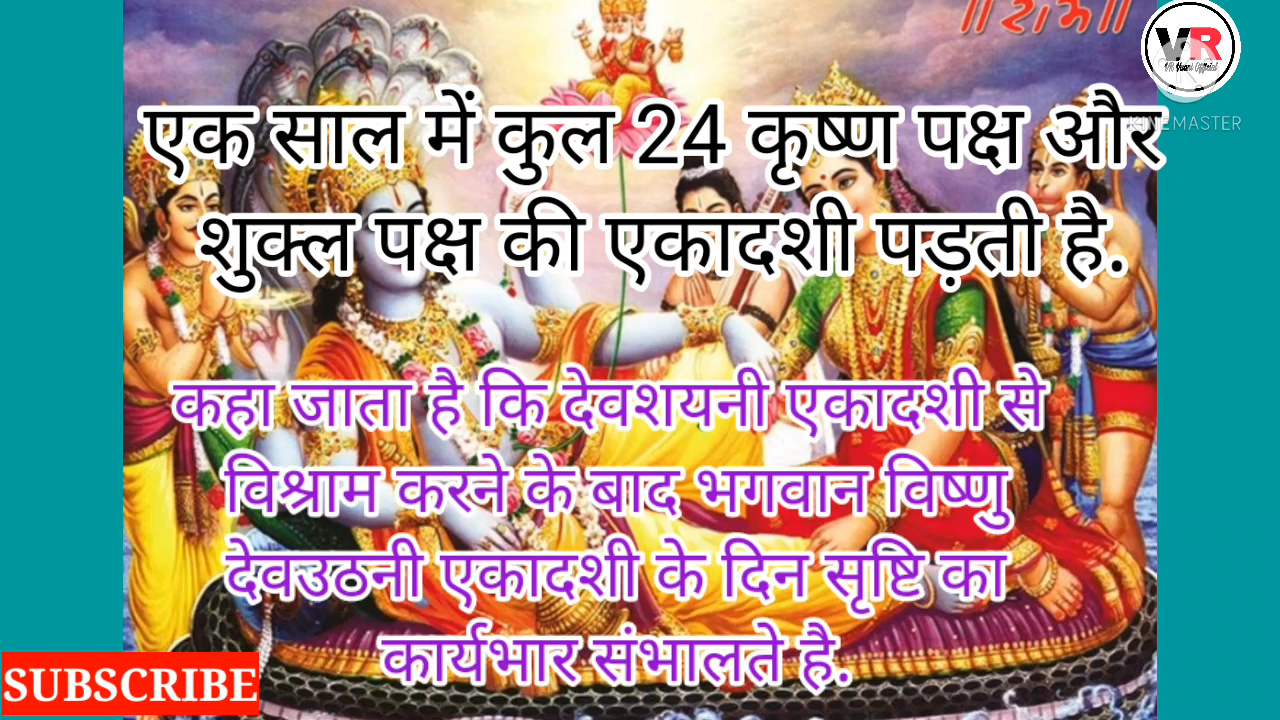 ॥ राम॥
VR
KINEMASTER
एक साल में कुल 24 कृष्ण पक्ष और
शुक्ल पक्ष की एकादशी पड़ती है.
कहा जाता है कि देवशयनी एकादशी से
विश्राम करने के बाद भगवान विष्णु
देवउठनी एकादशी के दिन सृष्टि का
कार्यभार संभालते है.
SUBSCRIBE